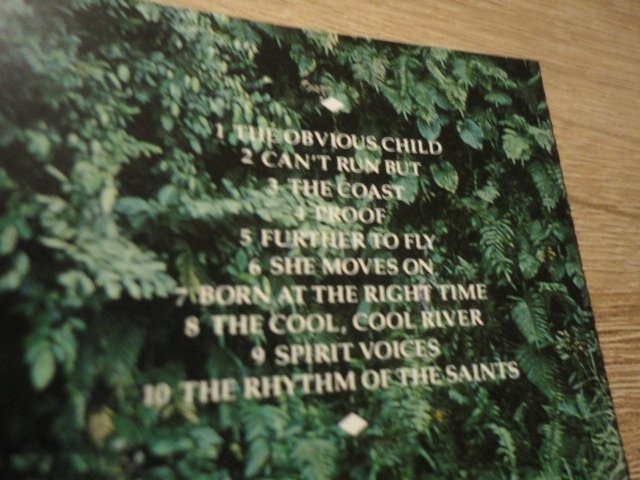 1 THE OBVIOUS CHILD
2 CAN'T RUN BUT
3 THE COAST
4 PROOF
5 FURTHER TO FLY
6 SHE MOVES ON
7 BORN AT THE RIGHT TIME
8 THE COOL, COOL RIVER
9 SPIRIT VOICES
10 THE RHYTHM OF THE SAINTS